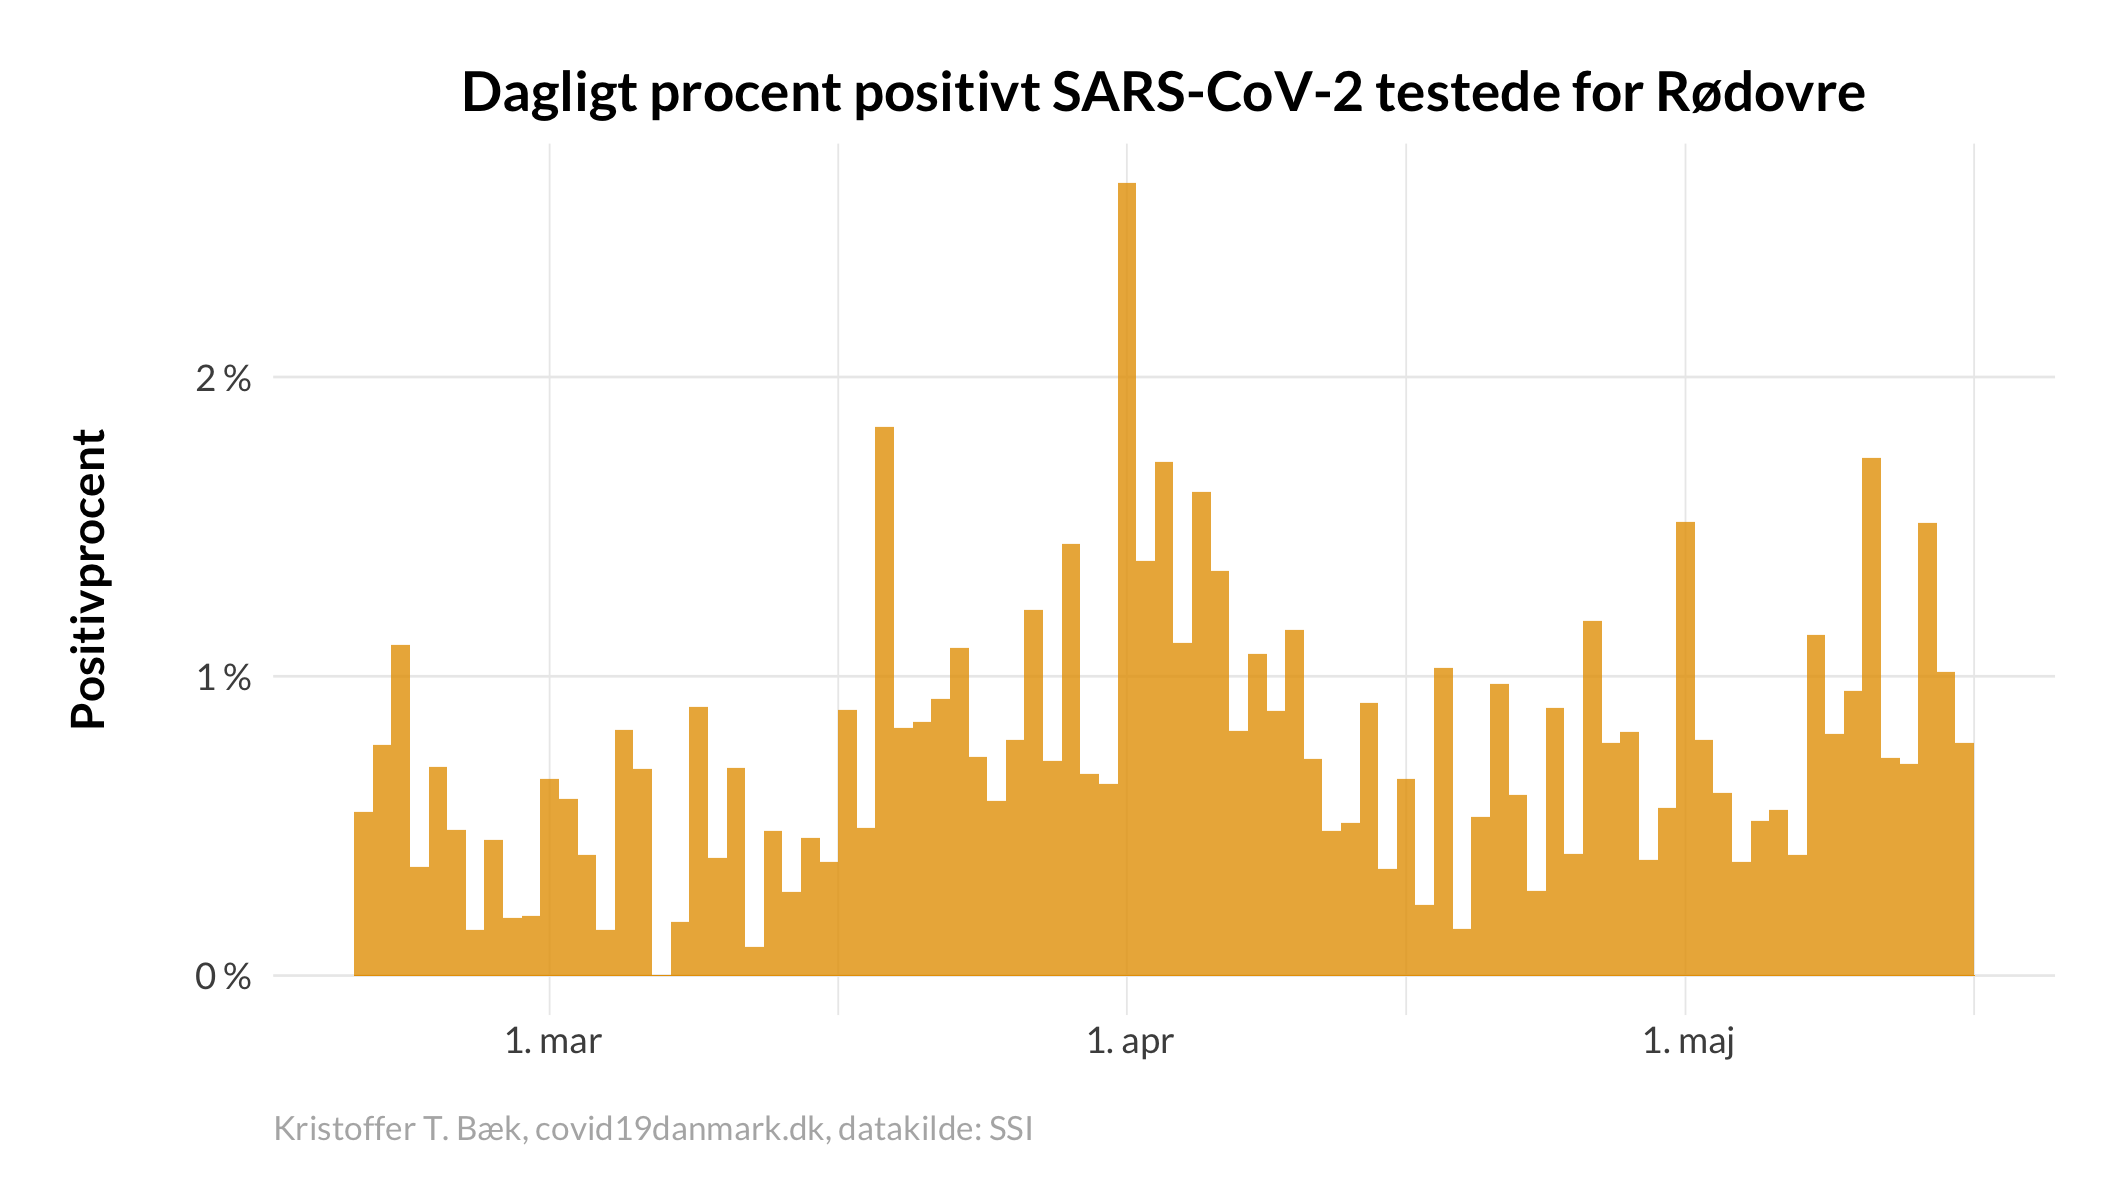 Dagligt procent positivt SARS-CoV-2 testede for Rødovre
Positivprocent
2 %
1 %
0 %
1. mar
1. apr
1. maj
Kristoffer T. Bæk, covid19danmark.dk, datakilde: SSI